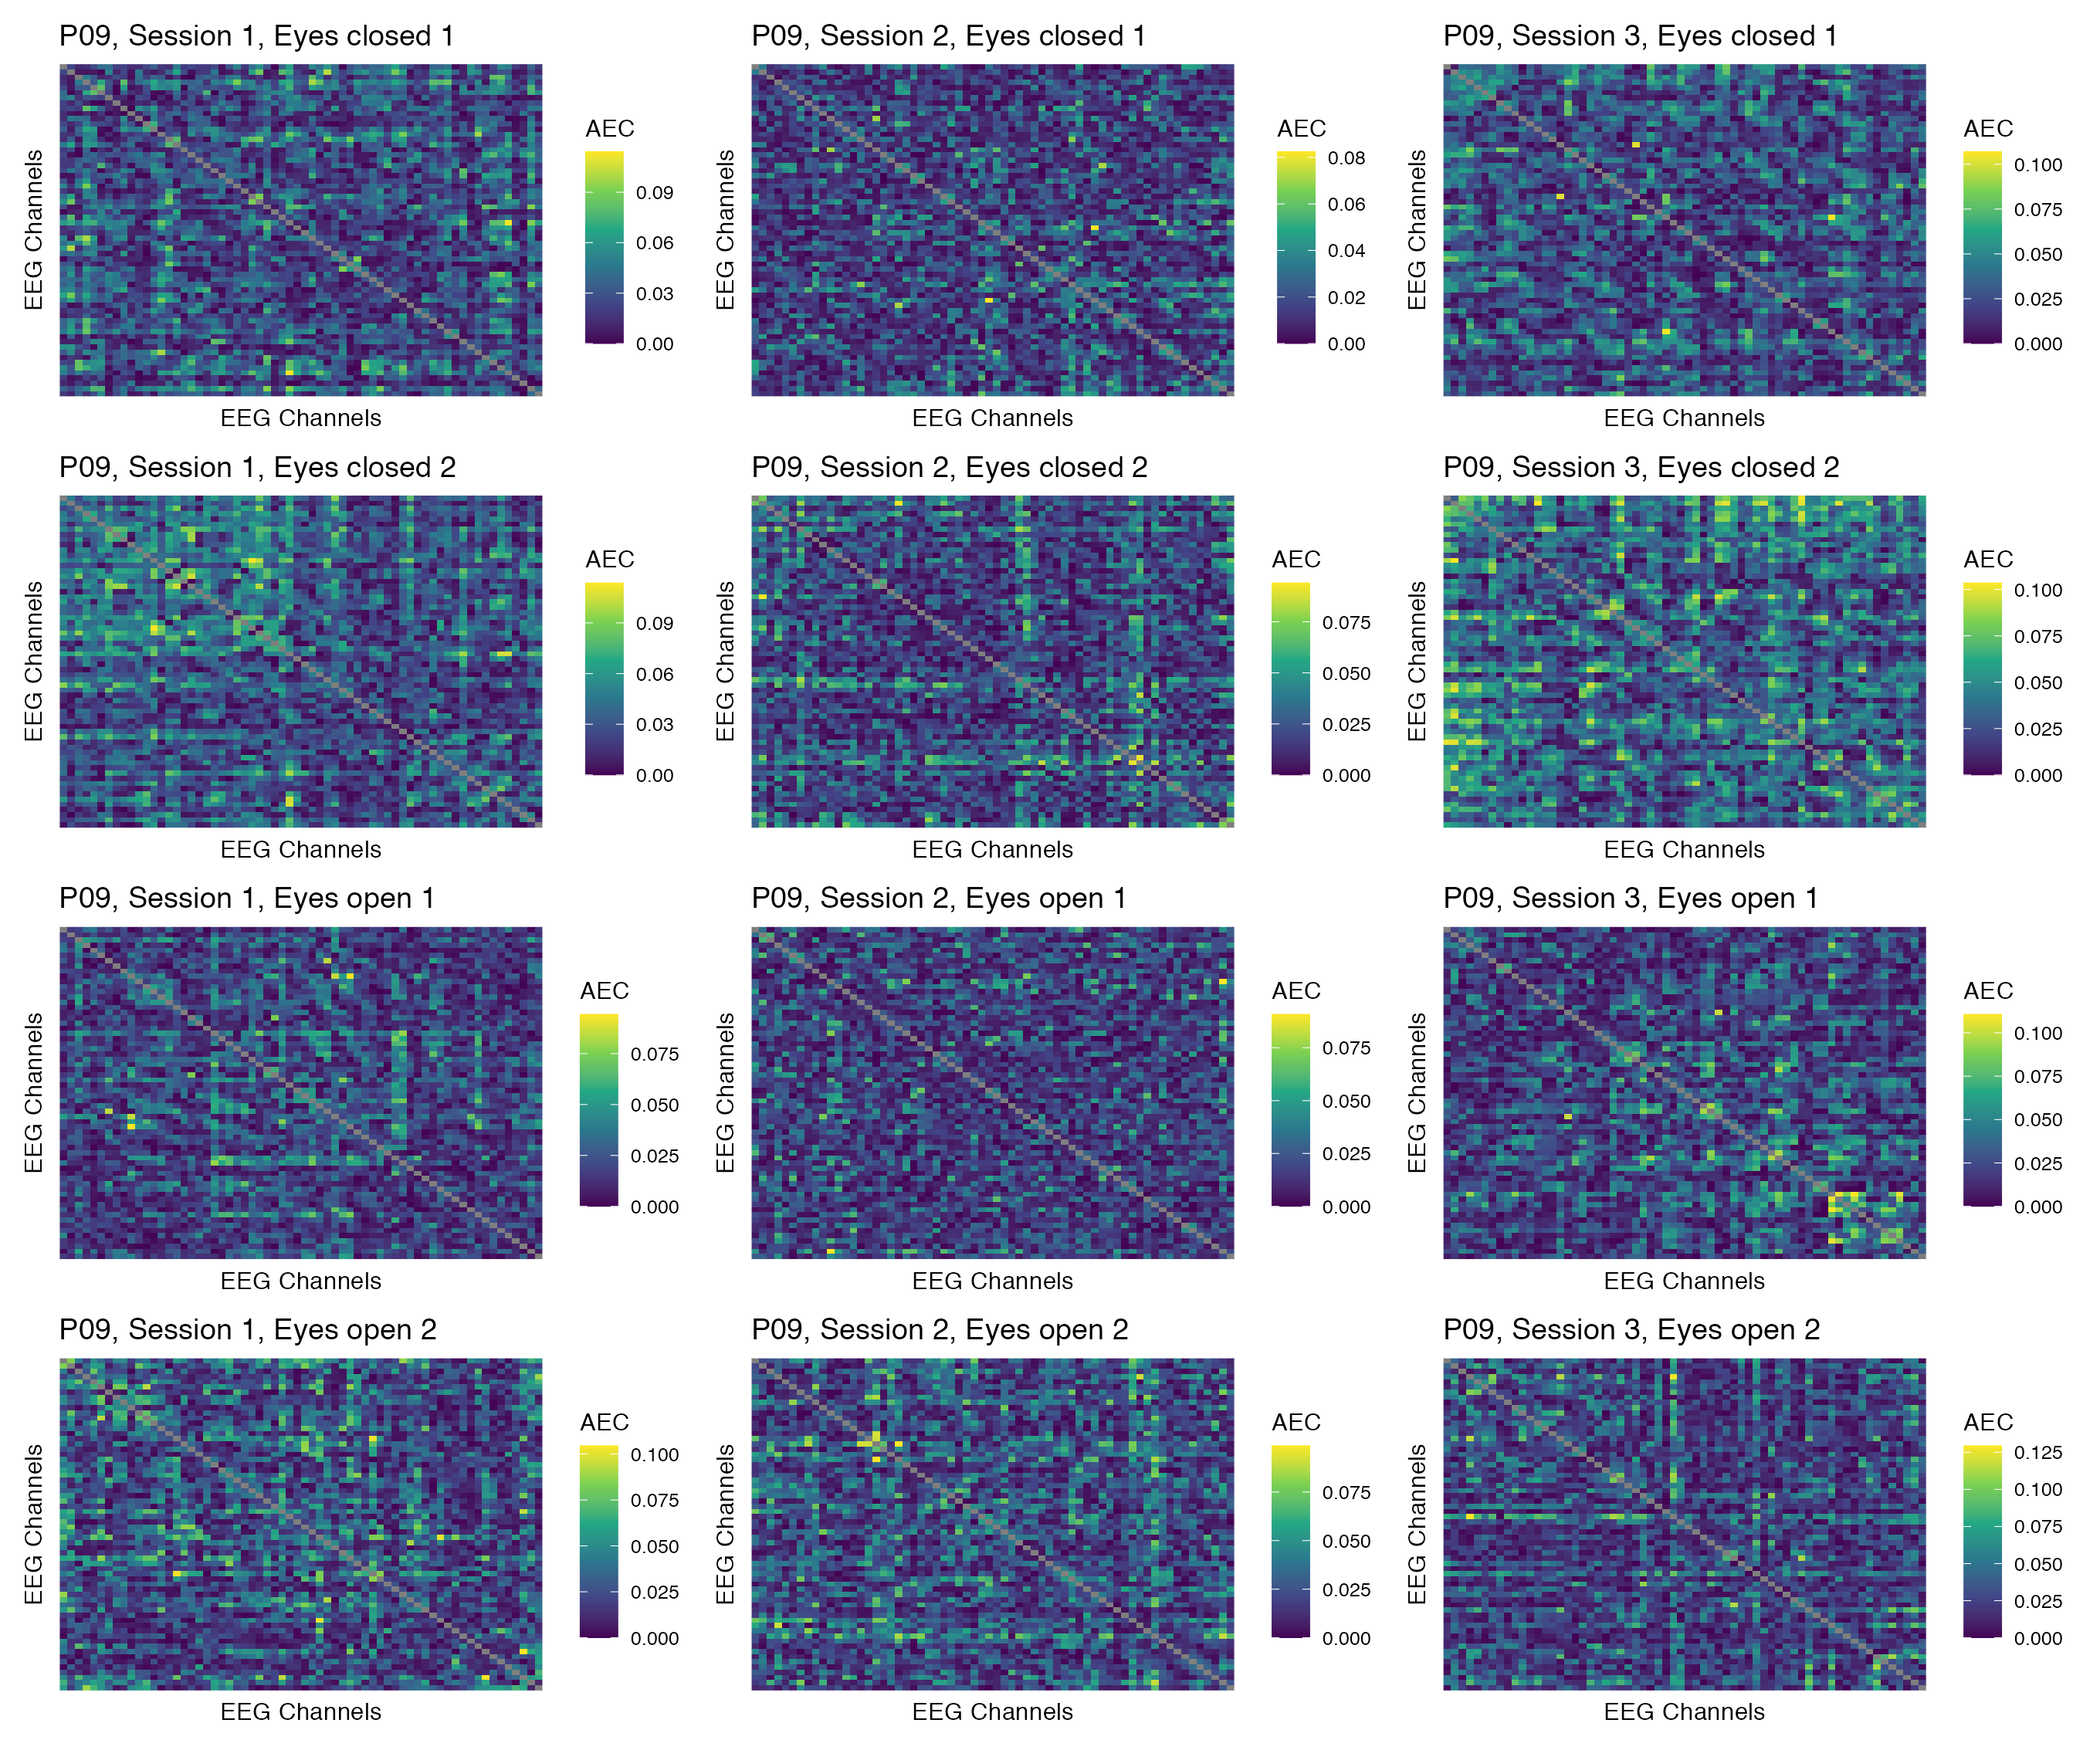 P09, Session 1, Eyes closed 1
P09, Session 2, Eyes closed 1
P09, Session 3, Eyes closed 1
EEG Channels
AEC
0.09
0.06
0.03
0.00
EEG Channels
EEG Channels
AEC
0.08
0.06
0.04
0.02
0.00
EEG Channels
EEG Channels
AEC
0.100
0.075
0.050
0.025
0.000
EEG Channels
P09, Session 1, Eyes closed 2
P09, Session 2, Eyes closed 2
P09, Session 3, Eyes closed 2
EEG Channels
AEC
0.09
0.06
0.03
0.00
EEG Channels
EEG Channels
AEC
0.075
0.050
0.025
0.000
EEG Channels
EEG Channels
AEC
0.100
0.075
0.050
0.025
0.000
EEG Channels
P09, Session 1, Eyes open 1
P09, Session 2, Eyes open 1
P09, Session 3, Eyes open 1
EEG Channels
AEC
0.075
0.050
0.025
0.000
EEG Channels
EEG Channels
AEC
0.075
0.050
0.025
0.000
EEG Channels
EEG Channels
AEC
0.100
0.075
0.050
0.025
0.000
EEG Channels
P09, Session 1, Eyes open 2
P09, Session 2, Eyes open 2
P09, Session 3, Eyes open 2
EEG Channels
AEC
0.100
0.075
0.050
0.025
0.000
EEG Channels
EEG Channels
AEC
0.075
0.050
0.025
0.000
EEG Channels
EEG Channels
AEC
0.125
0.100
0.075
0.050
0.025
0.000
EEG Channels